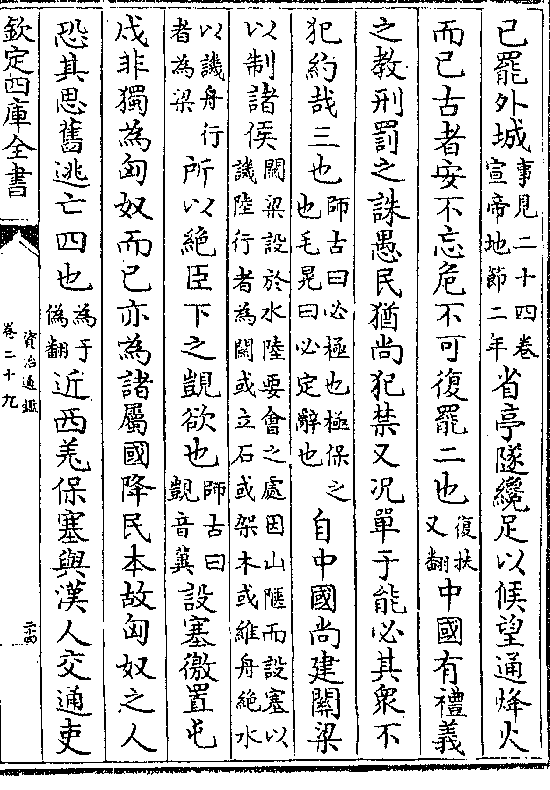 已罷外城事見二十四卷宣帝地節二年省亭隧纔足以候望通烽火
而已古者安不忘危不可復罷二也復扶又翻中國有禮義
之教刑罰之誅愚民猶尚犯禁又况單于能必其衆不
犯約哉三也師古曰必極也極保之也毛晃曰必定辭也自中國尚建關梁
以制諸侯關梁設於水陸要會之處因山隘而設塞以譏陸行者為關或立石或架木或維舟絶水
以譏舟行者為梁所以絶臣下之覬欲也師古曰覬音冀設塞徼置屯
戍非獨為匈奴而已亦為諸屬國降民本故匈奴之人
恐其思舊逃亡四也為于偽翻近西羌保塞與漢人交通吏
欽定四庫全書
資治通鑑
卷二十九
二十四